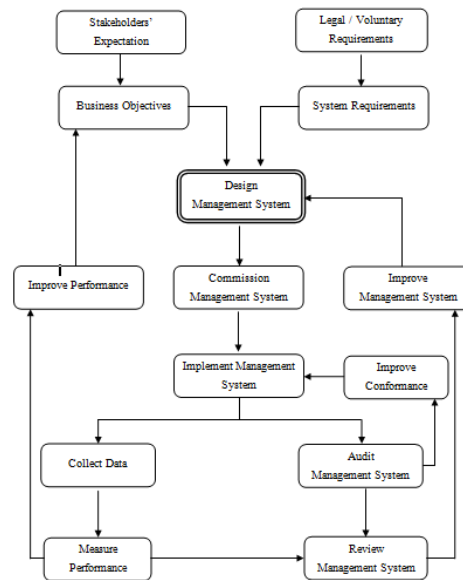 Stakeholders'
Expectation
Legal / Voluntary
Requirements
Business Objectives
System Requirements
Design
Management System
Improve Performance
Commission
Management System
Improve
Management System
Implement Management
System
Improve
Conformance
Collect Data
Audit
Management System
Measure
Performance
Review
Management System